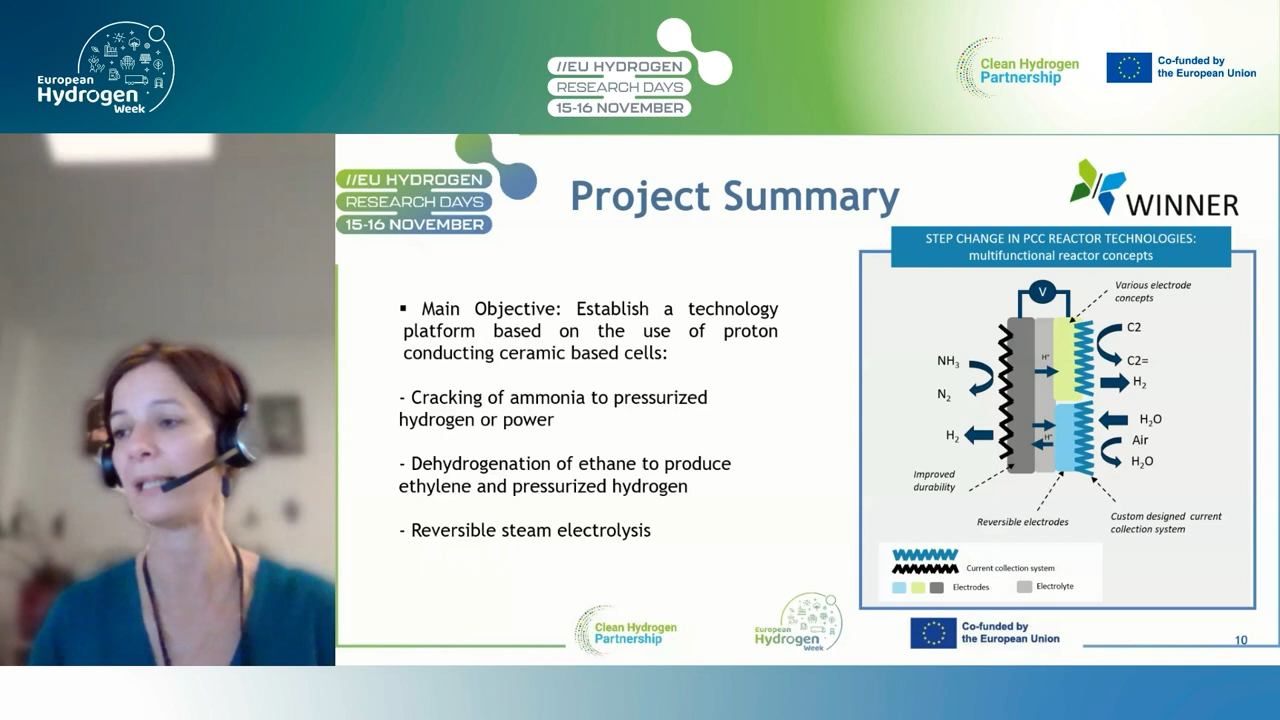 European
Hydrogen
Week
//EU HYDROGEN
RESEARCH DAYS
15-16 NOVEMBER
Clean Hydrogen
Partnership
Co-funded by
the European Union
//EU HYDROGEN
RESEARCH DAYS
15-16 NOVEMBER
Project Summary
WINNER
▪ Main Objective: Establish a technology
platform based on the use of proton
conducting ceramic based cells:
- Cracking of ammonia to pressurized
hydrogen or power
- Dehydrogenation of ethane to produce
ethylene and pressurized hydrogen
- Reversible steam electrolysis
STEP CHANGE IN PCC REACTOR TECHNOLOGIES:
multifunctional reactor concepts
V
Various electrode
concepts
C2
C2=
H₂
NH₃
N₂
H⁺
H₂O
Air
H₂O
H₂
H⁺
Improved
durability
Reversible electrodes
Custom designed current
collection system
Current collection system
Electrodes
Electrolyte
Clean Hydrogen
Partnership
European
Hydrogen
Week
Co-funded by
the European Union
10